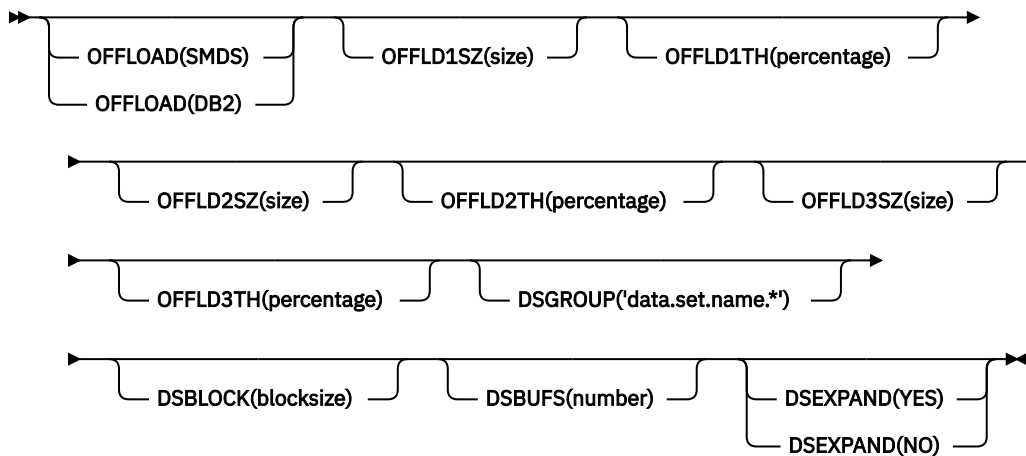 OFFLOAD(SMDS)
OFFLD1SZ(size)
OFFLD1TH(percentage)
OFFLOAD(DB2)
OFFLD2SZ(size)
OFFLD2TH(percentage)
OFFLD3SZ(size)
OFFLD3TH(percentage)
DSGROUP('data.set.name.*')
DSBLOCK(blocksize)
DSBUFS(number)
DSEXPAND(YES)
DSEXPAND(NO)